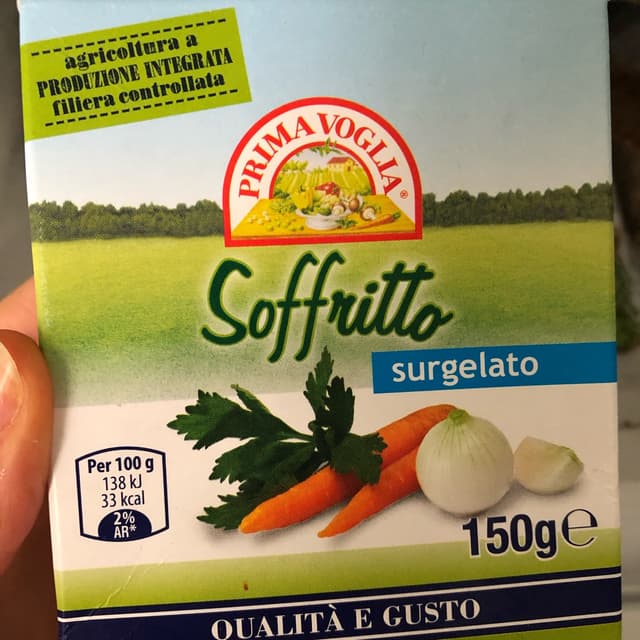 agricoltura a
PRODUZIONE INTEGRATA
filiera controllata
PRIMA VOGLIA®
Soffritto
surgelato
Per 100 g
138 kJ
33 kcal
2%
AR*
150g e
QUALITÀ E GUSTO